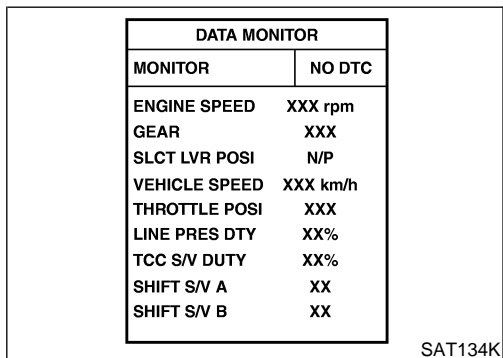 DATA MONITOR
MONITOR NO DTC
ENGINE SPEED XXX rpm
GEAR XXX
SLCT LVR POSI N/P
VEHICLE SPEED XXX km/h
THROTTLE POSI XXX
LINE PRES DTY XX%
TCC S/V DUTY XX%
SHIFT S/V A XX
SHIFT S/V B XX
SAT134K